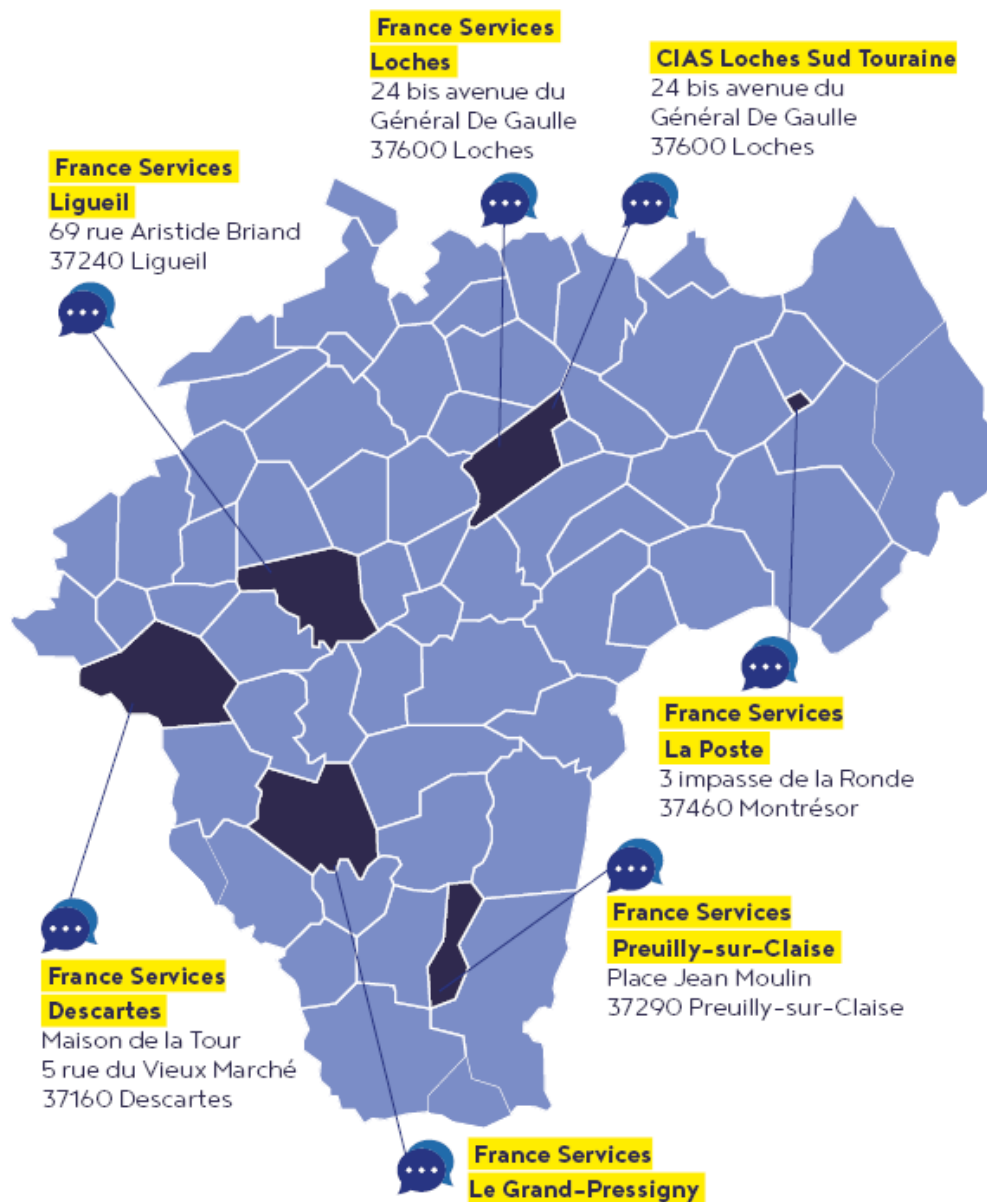 France Services
Loches
24 bis avenue du
Général De Gaulle
37600 Loches
CIAS Loches Sud Touraine
24 bis avenue du
Général De Gaulle
37600 Loches
France Services
Ligueil
69 rue Aristide Briand
37240 Ligueil
France Services
La Poste
3 impasse de la Ronde
37460 Montrésor
France Services
Preuilly-sur-Claise
Place Jean Moulin
37290 Preuilly-sur-Claise
France Services
Descartes
Maison de la Tour
5 rue du Vieux Marché
37160 Descartes
France Services
Le Grand-Pressigny